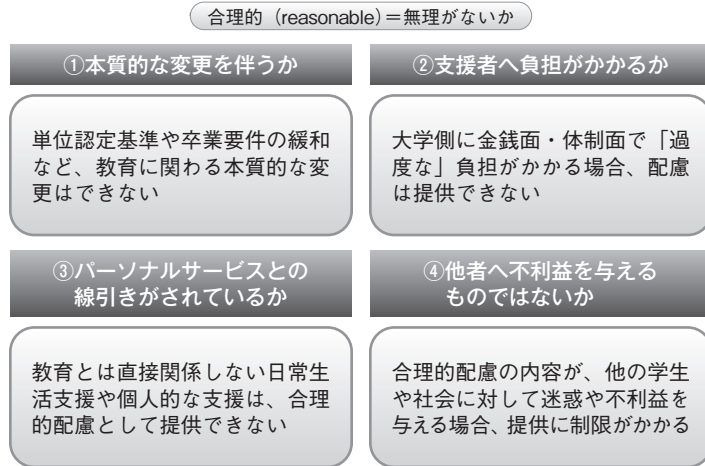 合理的（reasonable）＝無理がないか
①本質的な変更を伴うか
単位認定基準や卒業要件の緩和
など、教育に関わる本質的な変
更はできない
②支援者へ負担がかかるか
大学側に金銭面・体制面で「過
度な」負担がかかる場合、配慮
は提供できない
③パーソナルサービスとの
線引きがされているか
教育とは直接関係しない日常生
活支援や個人的な支援は、合理
的配慮として提供できない
④他者へ不利益を与える
ものではないか
合理的配慮の内容が、他の学生
や社会に対して迷惑や不利益を
与える場合、提供に制限がかかる